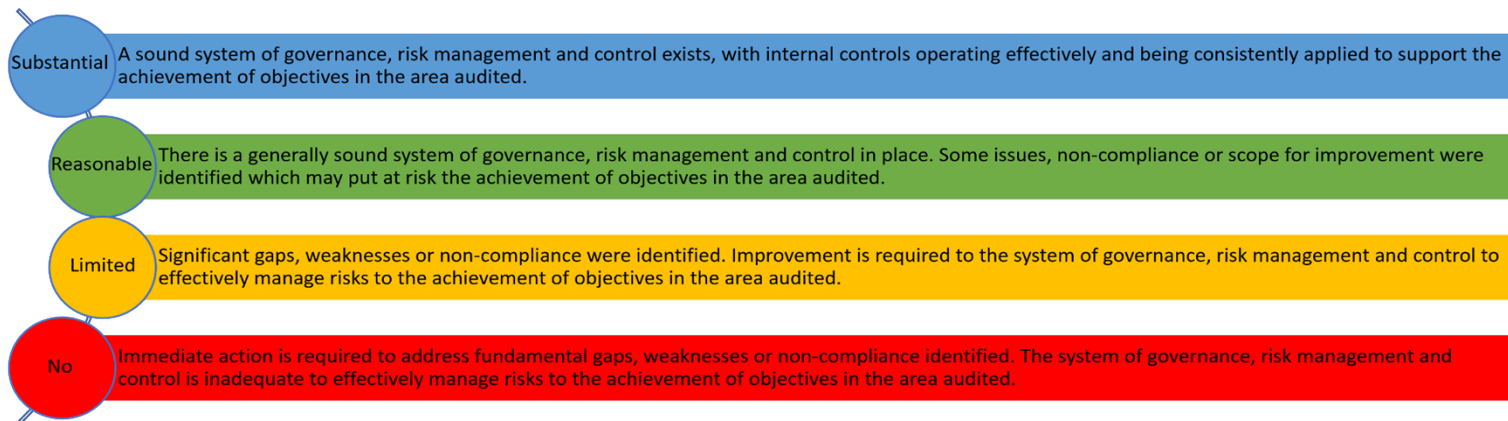 Substantial
A sound system of governance, risk management and control exists, with internal controls operating effectively and being consistently applied to support the
achievement of objectives in the area audited.
Reasonable
There is a generally sound system of governance, risk management and control in place. Some issues, non-compliance or scope for improvement were
identified which may put at risk the achievement of objectives in the area audited.
Limited
Significant gaps, weaknesses or non-compliance were identified. Improvement is required to the system of governance, risk management and control to
effectively manage risks to the achievement of objectives in the area audited.
No
Immediate action is required to address fundamental gaps, weaknesses or non-compliance identified. The system of governance, risk management and
control is inadequate to effectively manage risks to the achievement of objectives in the area audited.